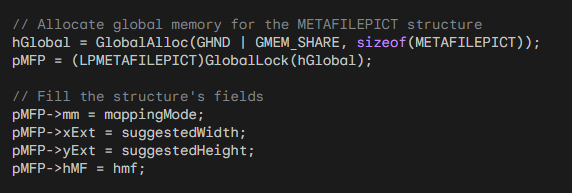 // Allocate global memory for the METAFILEPICT structure
hGlobal = GlobalAlloc(GHND | GMEM_SHARE, sizeof(METAFILEPICT));
pMFP = (LPMETAFILEPICT)GlobalLock(hGlobal);

// Fill the structure's fields
pMFP->mm = mappingMode;
pMFP->xExt = suggestedWidth;
pMFP->yExt = suggestedHeight;
pMFP->hMF = hmf;